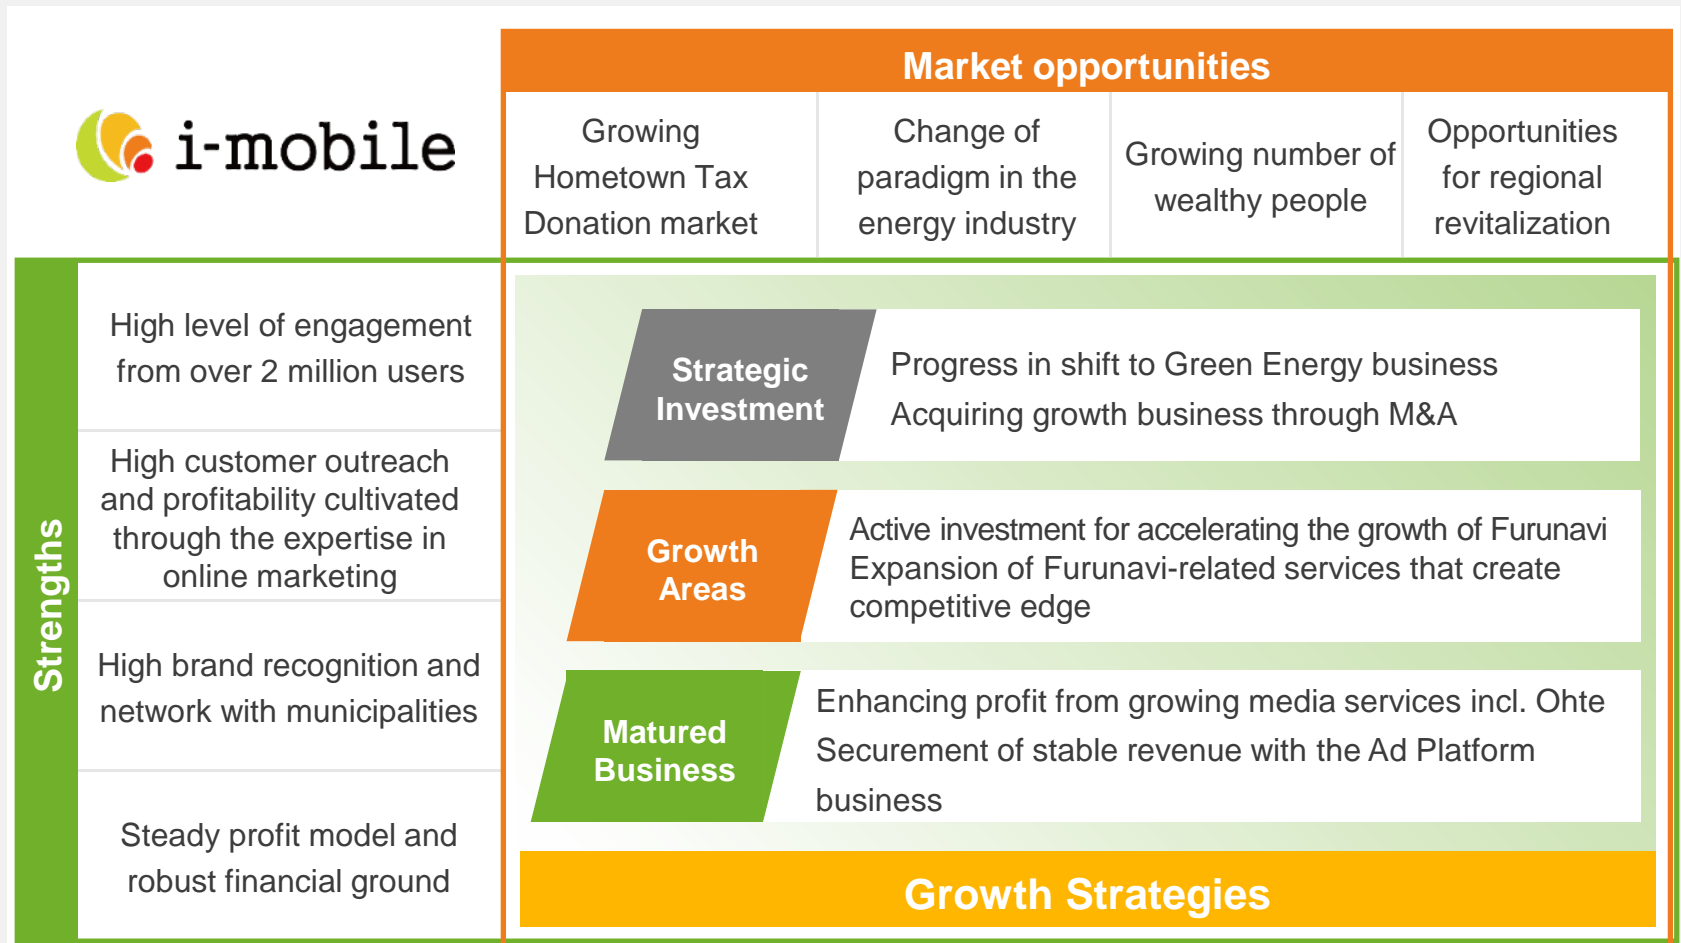 i-mobile
Market opportunities
Growing
Hometown Tax
Donation market
Change of
paradigm in the
energy industry
Growing number of
wealthy people
Opportunities
for regional
revitalization
Strengths
High level of engagement
from over 2 million users
High customer outreach
and profitability cultivated
through the expertise in
online marketing
High brand recognition and
network with municipalities
Steady profit model and
robust financial ground
Strategic
Investment
Progress in shift to Green Energy business
Acquiring growth business through M&A
Growth
Areas
Active investment for accelerating the growth of Furunavi
Expansion of Furunavi-related services that create
competitive edge
Matured
Business
Enhancing profit from growing media services incl. Ohte
Securement of stable revenue with the Ad Platform
business
Growth Strategies